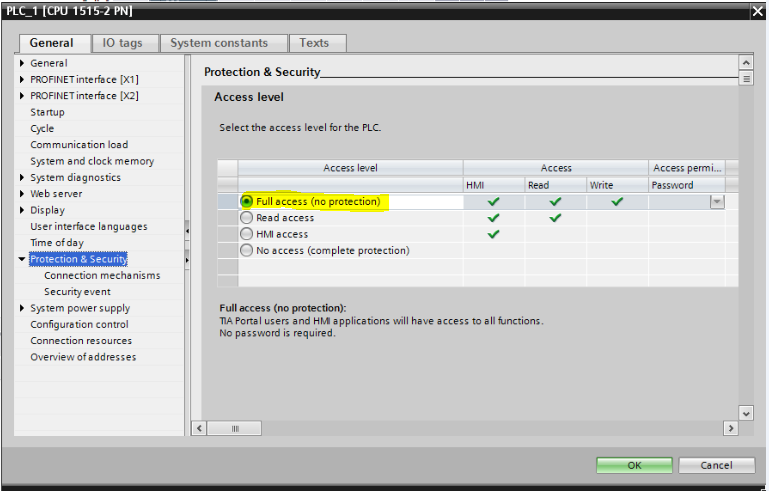 PLC_1 [CPU 1515-2 PN]
General IO tags System constants Texts
General
PROFINET interface [X1]
PROFINET interface [X2]
Startup
Cycle
Communication load
System and clock memory
System diagnostics
Web server
Display
User interface languages
Time of day
Protection & Security
Connection mechanisms
Security event
System power supply
Configuration control
Connection resources
Overview of addresses
Protection & Security
Access level
Select the access level for the PLC.
Access level Access Access permi...
HMI Read Write Password
Full access (no protection)
Read access
HMI access
No access (complete protection)
Full access (no protection):
TIA Portal users and HMI applications will have access to all functions.
No password is required.
OK Cancel